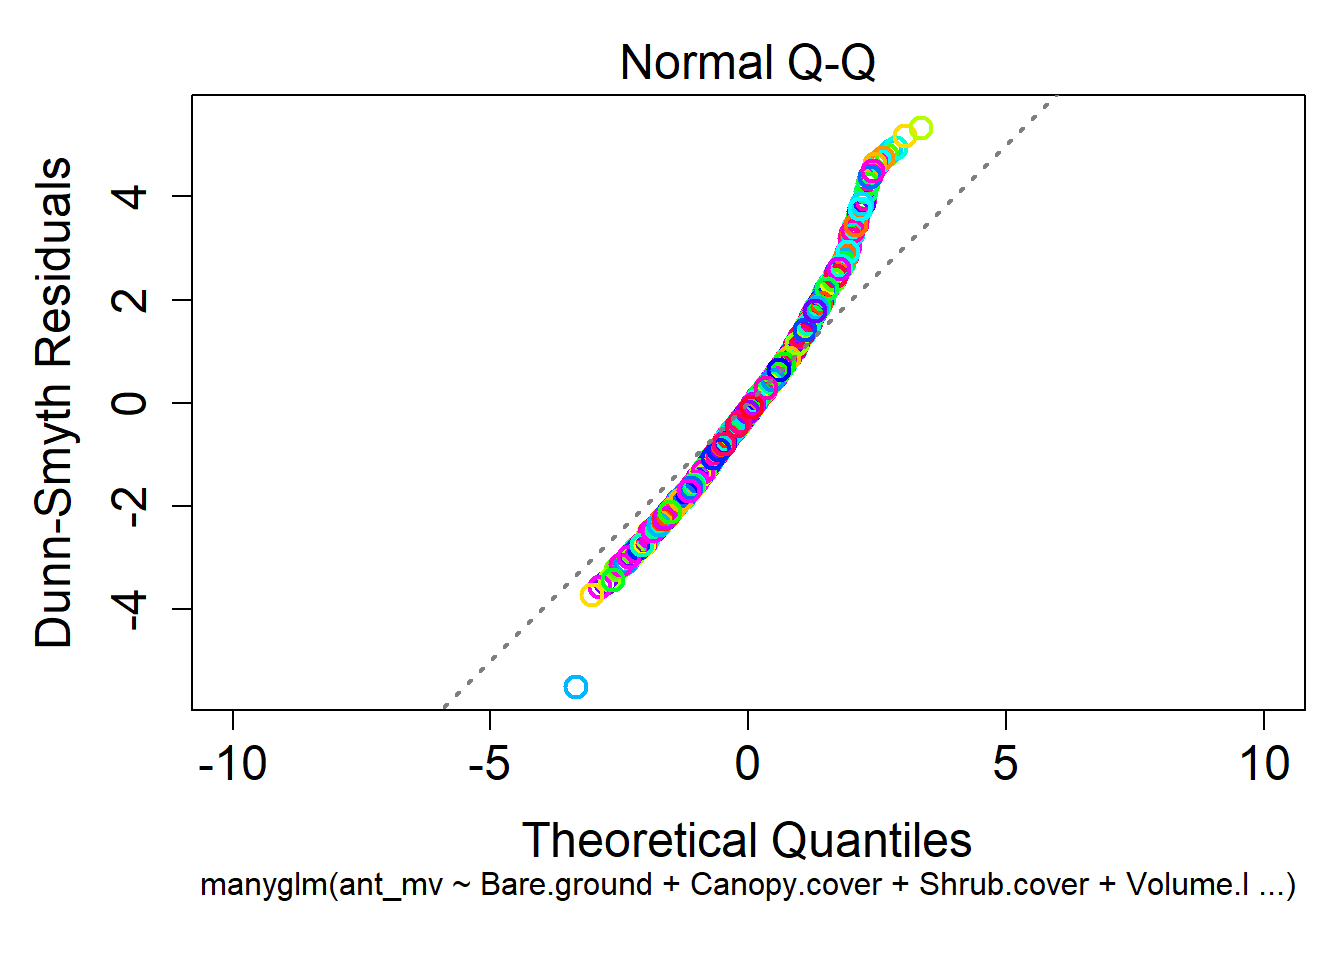 Normal Q-Q
Dunn-Smyth Residuals
4
2
0
-2
-4
-10 -5 0 5 10
Theoretical Quantiles
manyglm(ant_mv ~ Bare.ground + Canopy.cover + Shrub.cover + Volume.l ...)